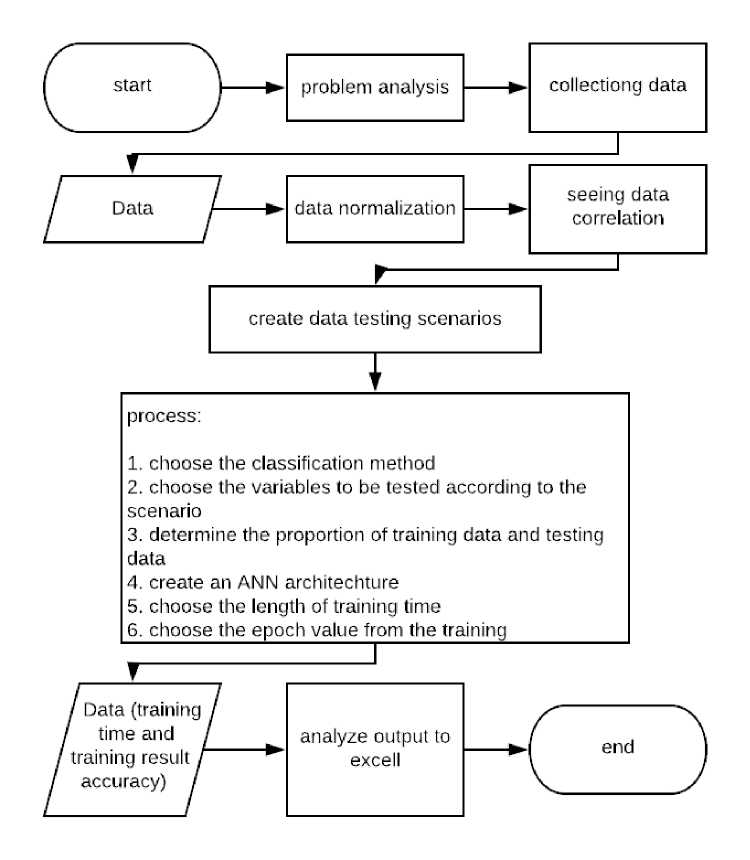 start
problem analysis
collectiong data
Data
data normalization
seeing data
correlation
create data testing scenarios
process:
1. choose the classification method
2. choose the variables to be tested according to the
scenario
3. determine the proportion of training data and testing
data
4. create an ANN architechture
5. choose the length of training time
6. choose the epoch value from the training
Data (training
time and
training result
accuracy)
analyze output to
excell
end